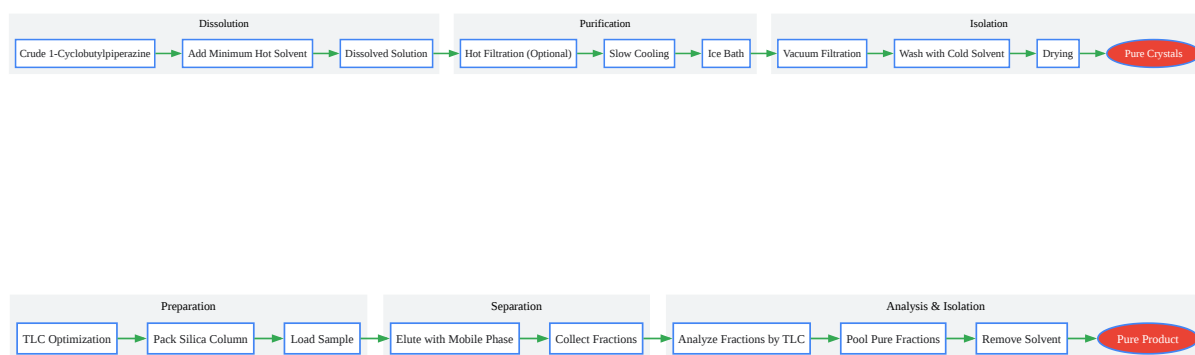 Dissolution
Purification
Isolation
Crude 1-Cyclobutylpiperazine
Add Minimum Hot Solvent
Dissolved Solution
Hot Filtration (Optional)
Slow Cooling
Ice Bath
Vacuum Filtration
Wash with Cold Solvent
Drying
Pure Crystals
Preparation
Separation
Analysis & Isolation
TLC Optimization
Pack Silica Column
Load Sample
Elute with Mobile Phase
Collect Fractions
Analyze Fractions by TLC
Pool Pure Fractions
Remove Solvent
Pure Product